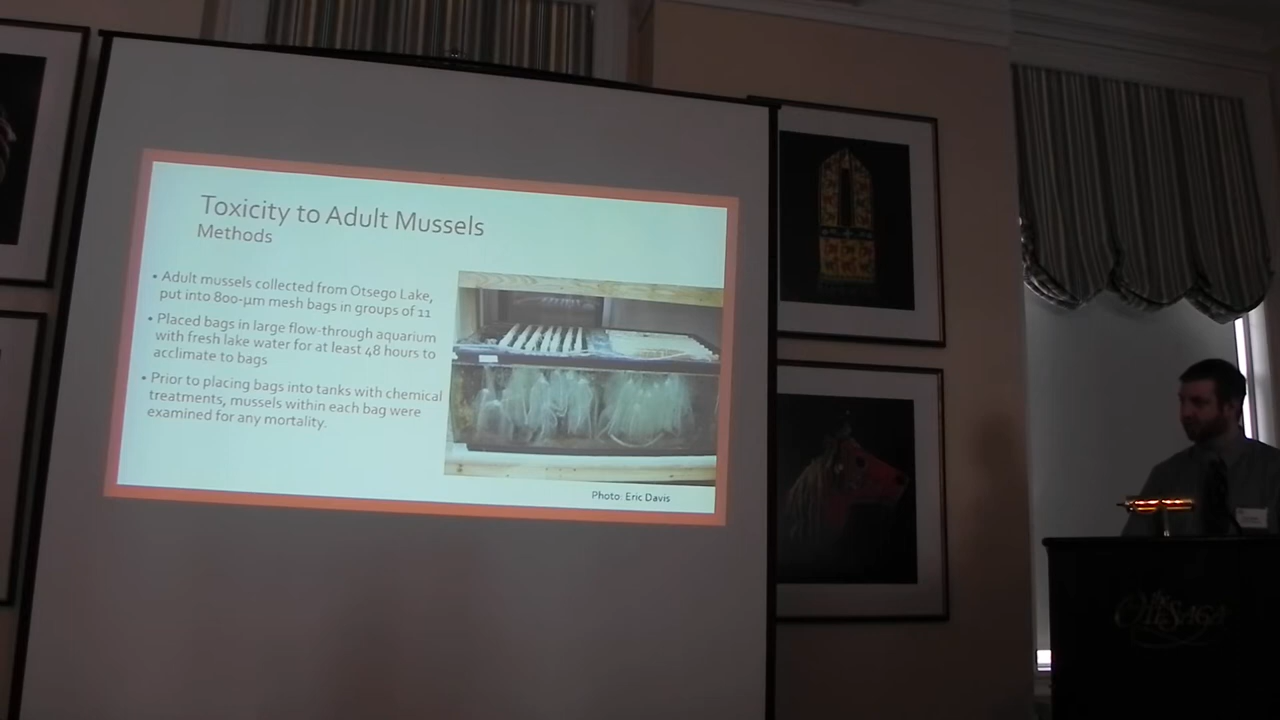 Toxicity to Adult Mussels
Methods
• Adult mussels collected from Otsego Lake,
put into 800-µm mesh bags in groups of 11
• Placed bags in large flow-through aquarium
with fresh lake water for at least 48 hours to
acclimate to bags
• Prior to placing bags into tanks with chemical
treatments, mussels within each bag were
examined for any mortality.
Photo: Eric Davis
The
Otesaga